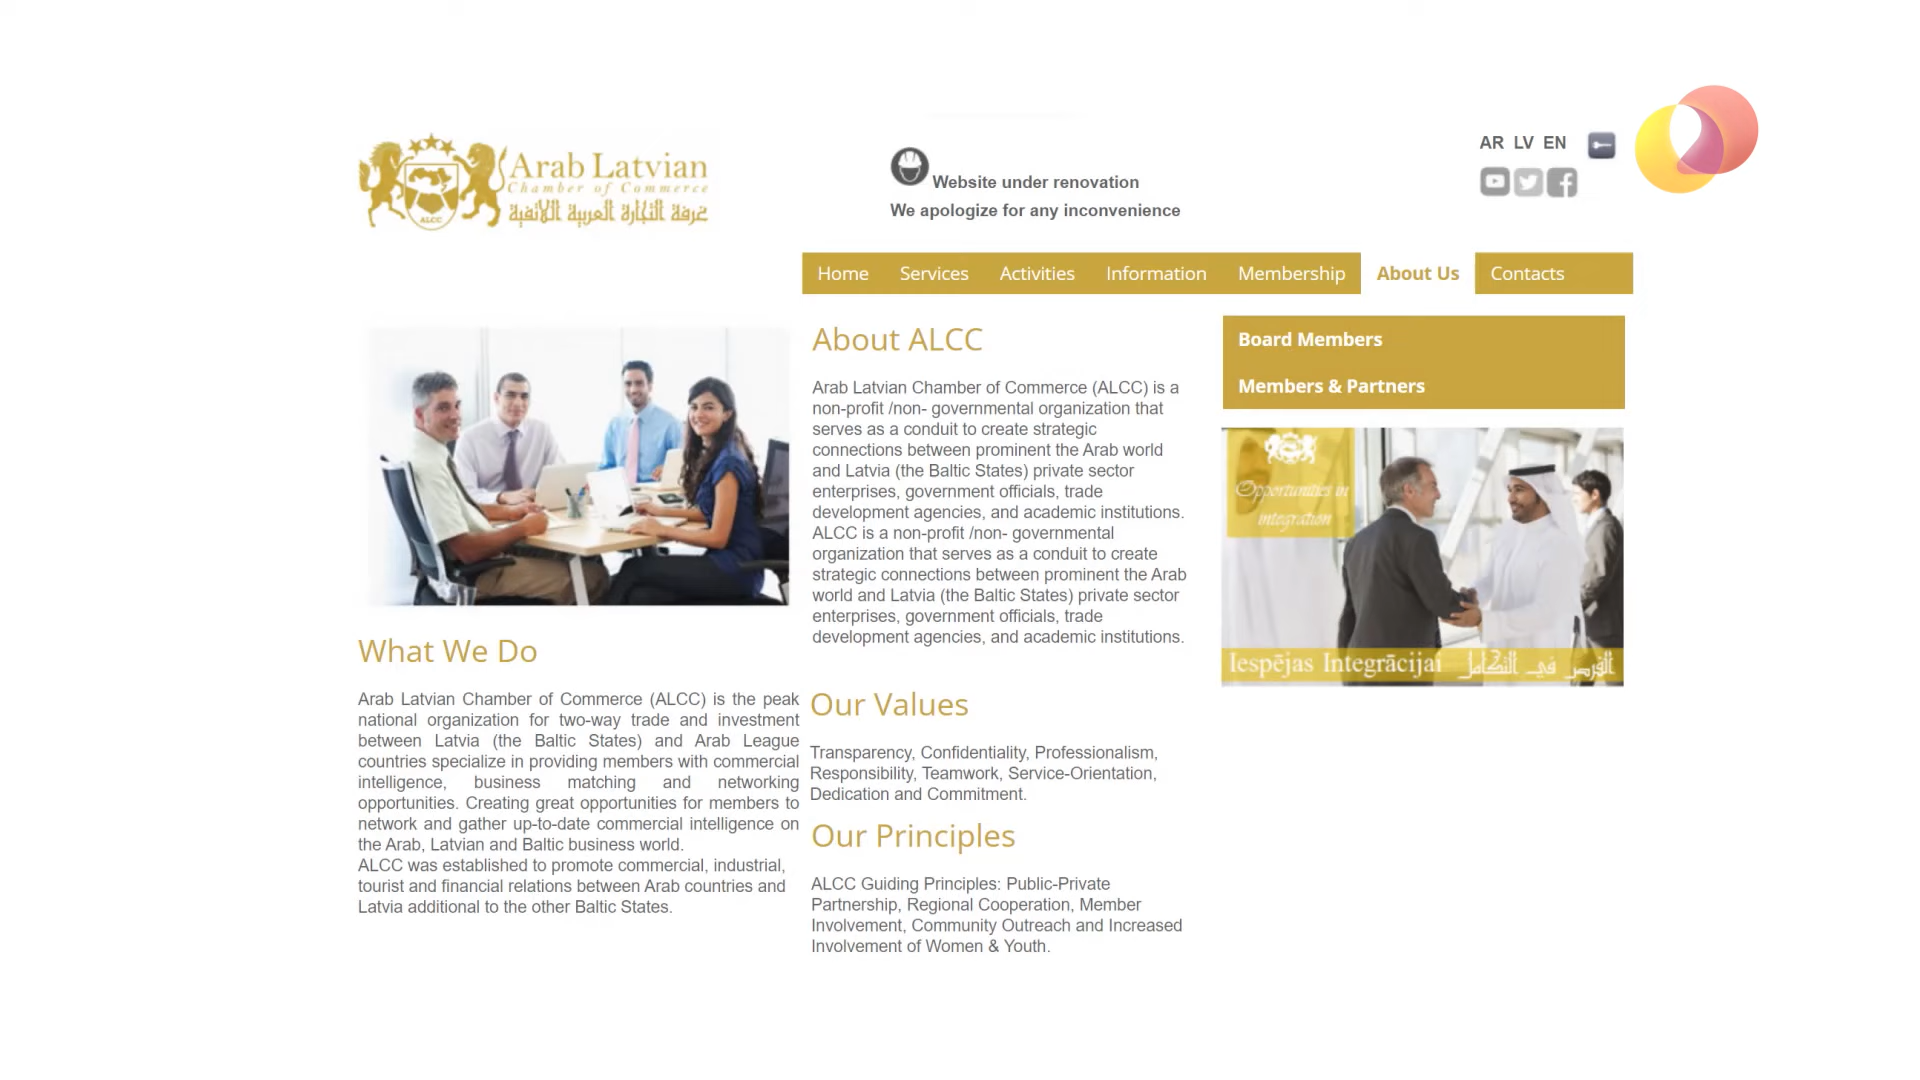 Arab Latvian
Chamber of Commerce
غرفة التجارة العربية اللاتفية
ALCC
Website under renovation
We apologize for any inconvenience
AR LV EN
Home Services Activities Information Membership About Us Contacts
What We Do
Arab Latvian Chamber of Commerce (ALCC) is the peak
national organization for two-way trade and investment
between Latvia (the Baltic States) and Arab League
countries specialize in providing members with commercial
intelligence, business matching and networking
opportunities. Creating great opportunities for members to
network and gather up-to-date commercial intelligence on
the Arab, Latvian and Baltic business world.
ALCC was established to promote commercial, industrial,
tourist and financial relations between Arab countries and
Latvia additional to the other Baltic States.
About ALCC
Arab Latvian Chamber of Commerce (ALCC) is a
non-profit /non- governmental organization that
serves as a conduit to create strategic
connections between prominent the Arab world
and Latvia (the Baltic States) private sector
enterprises, government officials, trade
development agencies, and academic institutions.
ALCC is a non-profit /non- governmental
organization that serves as a conduit to create
strategic connections between prominent the Arab
world and Latvia (the Baltic States) private sector
enterprises, government officials, trade
development agencies, and academic institutions.
Our Values
Transparency, Confidentiality, Professionalism,
Responsibility, Teamwork, Service-Orientation,
Dedication and Commitment.
Our Principles
ALCC Guiding Principles: Public-Private
Partnership, Regional Cooperation, Member
Involvement, Community Outreach and Increased
Involvement of Women & Youth.
Board Members
Members & Partners
Opportunities in
integration
Iespējas Integrācijai الفرص في التكامل